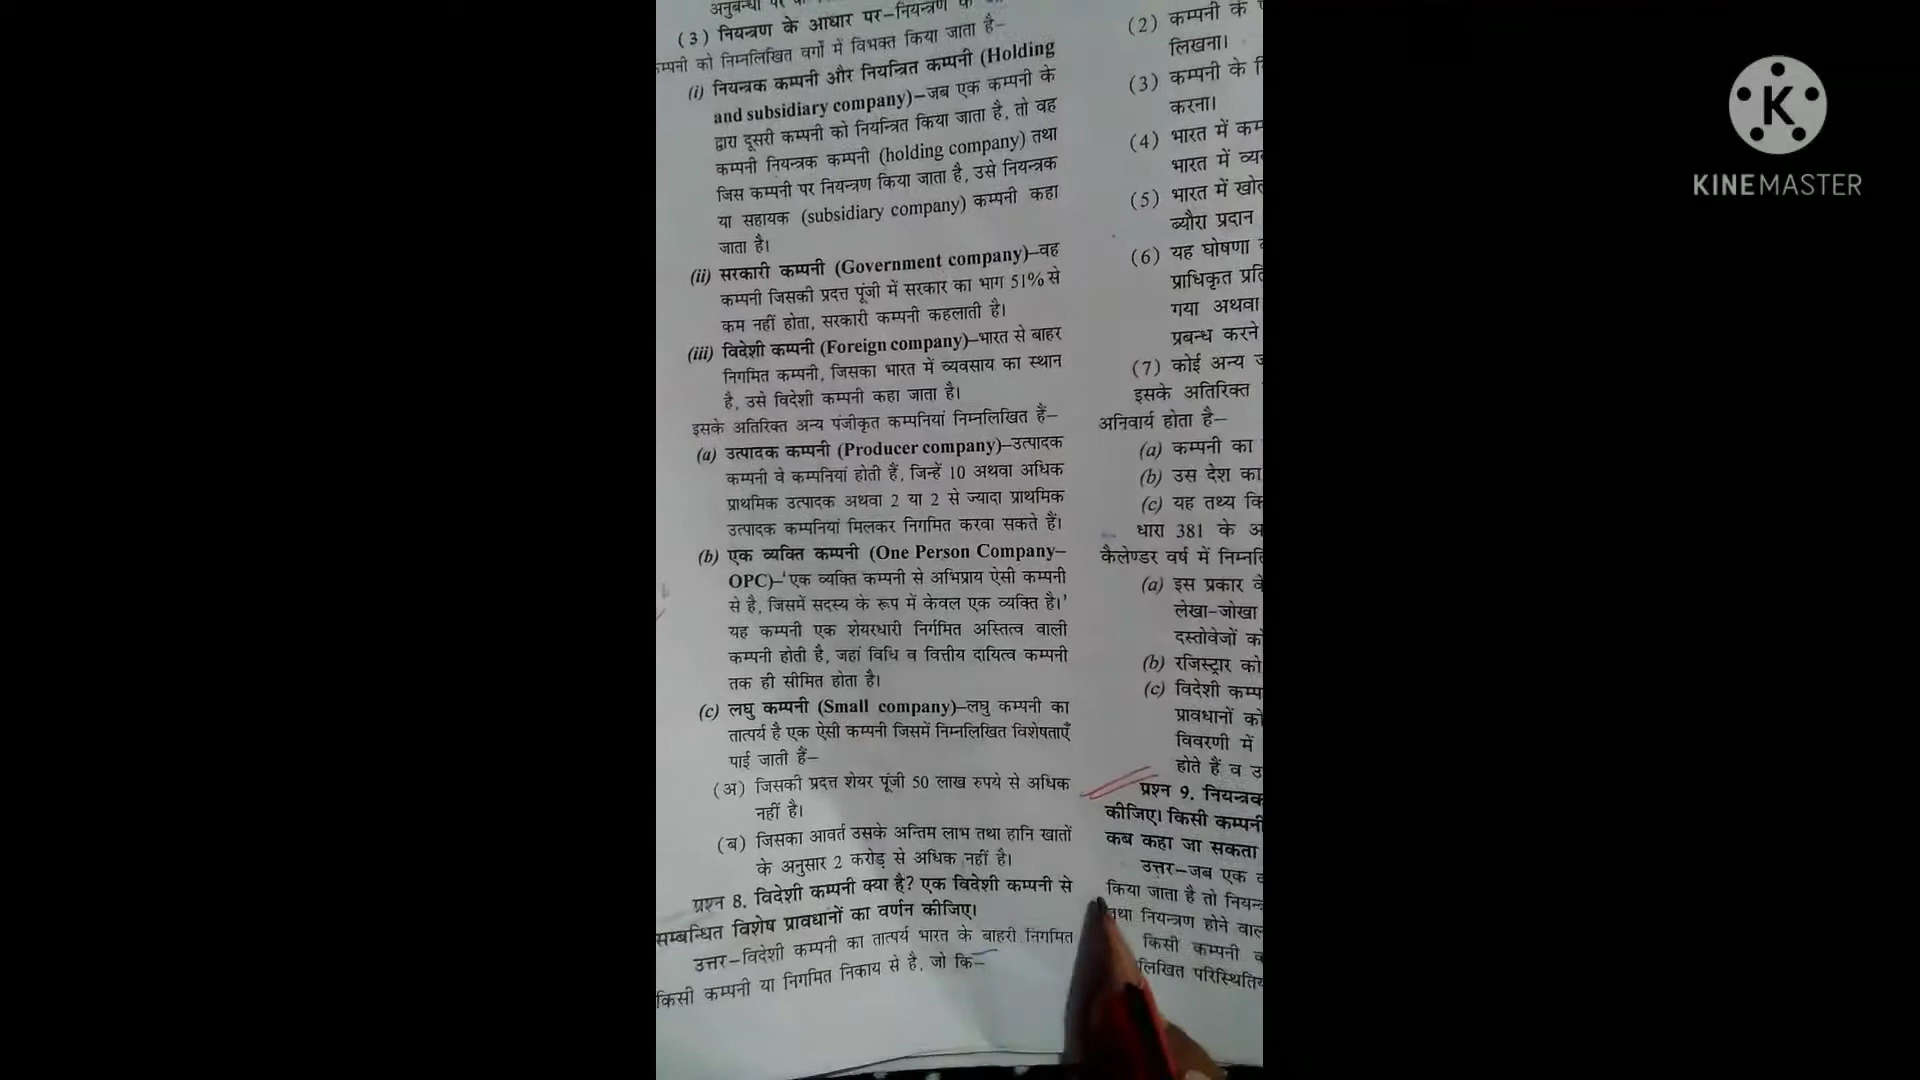 (3) नियन्त्रण के आधार पर–नियन्त्रण के
कम्पनी को निम्नलिखित वर्गों में विभक्त किया जाता है–
(i) नियन्त्रक कम्पनी और नियन्त्रित कम्पनी (Holding
and subsidiary company)–जब एक कम्पनी के
द्वारा दूसरी कम्पनी को नियन्त्रित किया जाता है, तो वह
कम्पनी नियन्त्रक कम्पनी (holding company) तथा
जिस कम्पनी पर नियन्त्रण किया जाता है, उसे नियन्त्रक
या सहायक (subsidiary company) कम्पनी कहा
जाता है।
(ii) सरकारी कम्पनी (Government company)–वह
कम्पनी जिसकी प्रदत्त पूंजी में सरकार का भाग 51% से
कम नहीं होता, सरकारी कम्पनी कहलाती है।
(iii) विदेशी कम्पनी (Foreign company)–भारत से बाहर
निगमित कम्पनी, जिसका भारत में व्यवसाय का स्थान
है, उसे विदेशी कम्पनी कहा जाता है।
इसके अतिरिक्त अन्य पंजीकृत कम्पनियां निम्नलिखित हैं–
(a) उत्पादक कम्पनी (Producer company)–उत्पादक
कम्पनी वे कम्पनियां होती हैं, जिन्हें 10 अथवा अधिक
प्राथमिक उत्पादक अथवा 2 या 2 से ज्यादा प्राथमिक
उत्पादक कम्पनियां मिलकर निगमित करवा सकते हैं।
(b) एक व्यक्ति कम्पनी (One Person Company–
OPC)–'एक व्यक्ति कम्पनी से अभिप्राय ऐसी कम्पनी
से है, जिसमें सदस्य के रूप में केवल एक व्यक्ति है।'
यह कम्पनी एक शेयरधारी निर्गमित अस्तित्व वाली
कम्पनी होती है, जहां विधि व वित्तीय दायित्व कम्पनी
तक ही सीमित होता है।
(c) लघु कम्पनी (Small company)–लघु कम्पनी का
तात्पर्य है एक ऐसी कम्पनी जिसमें निम्नलिखित विशेषताएँ
पाई जाती हैं–
(अ) जिसकी प्रदत्त शेयर पूंजी 50 लाख रुपये से अधिक
नहीं है।
(ब) जिसका आवर्त उसके अन्तिम लाभ तथा हानि खातों
के अनुसार 2 करोड़ से अधिक नहीं है।
प्रश्न 8. विदेशी कम्पनी क्या है? एक विदेशी कम्पनी से
सम्बन्धित विशेष प्रावधानों का वर्णन कीजिए।
उत्तर–विदेशी कम्पनी का तात्पर्य भारत के बाहरी निगमित
किसी कम्पनी या निगमित निकाय से है, जो कि–
(2) कम्पनी के
लिखना।
(3) कम्पनी के
करना।
(4) भारत में
भारत में
(5) भारत में
ब्यौरा प्रदान
(6) यह घोषणा
प्राधिकृत
गया अथवा
प्रबन्ध करने
(7) कोई अन्य
इसके अतिरिक्त
अनिवार्य होता है–
(a) कम्पनी का
(b) उस देश का
(c) यह तथ्य
धारा 381 के
कैलेण्डर वर्ष में
(a) इस प्रकार
लेखा-जोखा
दस्तोवेजों
(b) रजिस्ट्रार को
(c) विदेशी
प्रावधानों को
विवरणी में
होते हैं व
प्रश्न 9. नियन्त्रक
कीजिए। किसी कम्पनी
कब कहा जा सकता
उत्तर–जब एक
किया जाता है तो
तथा नियन्त्रण होने
किसी कम्पनी
KINEMASTER